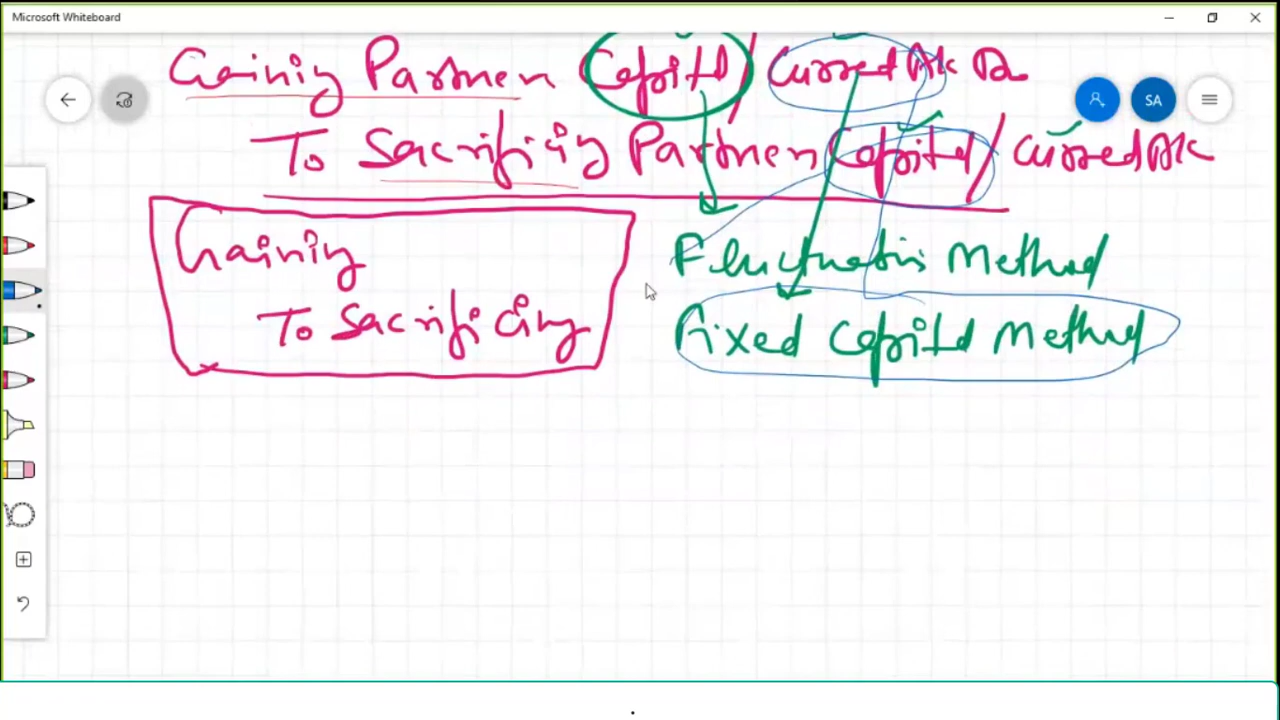 Microsoft Whiteboard
Gaining Partner Capital / Current A/c Dr
To Sacrificing Partner Capital / Current A/c
Gaining
To Sacrificing
Fluctuating Method
Fixed Capital Method
SA